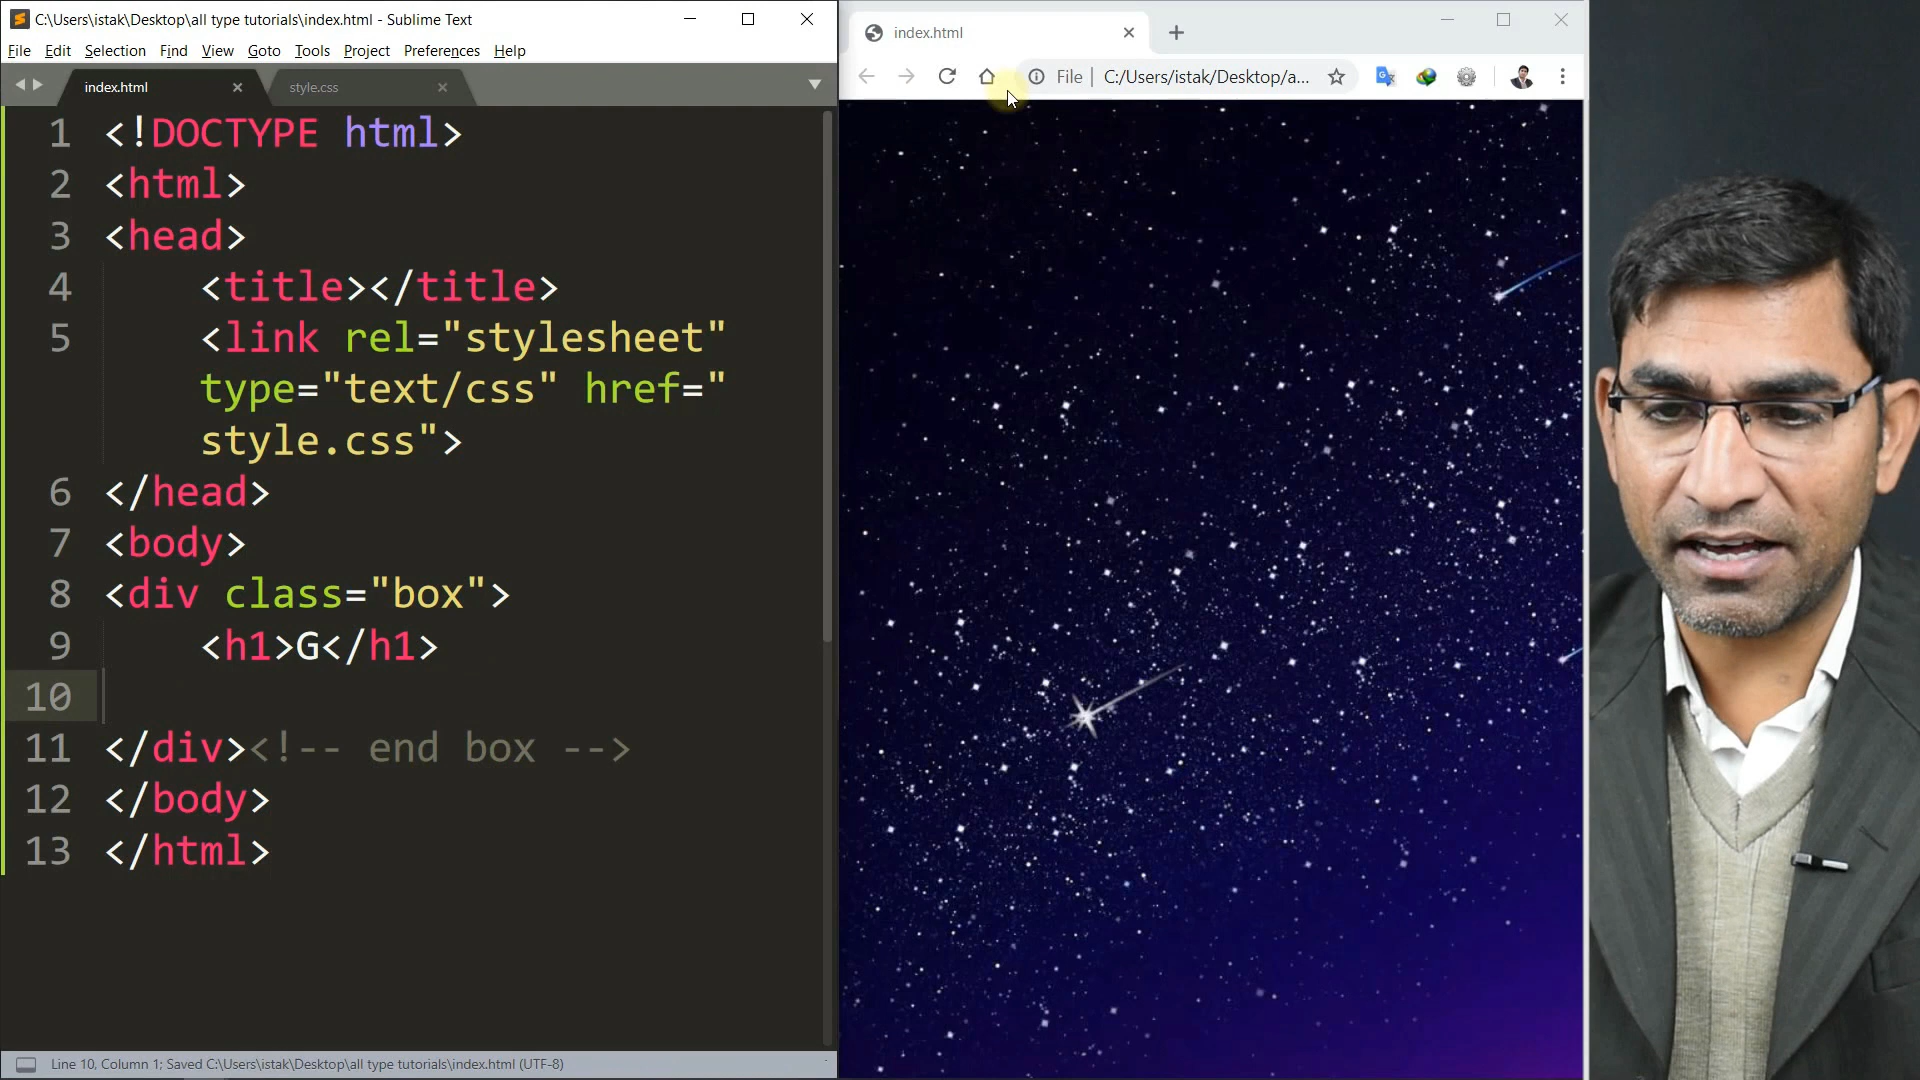 C:\Users\istak\Desktop\all type tutorials\index.html - Sublime Text
File Edit Selection Find View Goto Tools Project Preferences Help
index.html
style.css
1 <!DOCTYPE html>
2 <html>
3 <head>
4 <title></title>
5 <link rel="stylesheet"
type="text/css" href="
style.css">
6 </head>
7 <body>
8 <div class="box">
9 <h1>G</h1>
10
11 </div><!-- end box -->
12 </body>
13 </html>
Line 10, Column 1; Saved C:\Users\istak\Desktop\all type tutorials\index.html (UTF-8)
index.html
File | C:/Users/istak/Desktop/a...